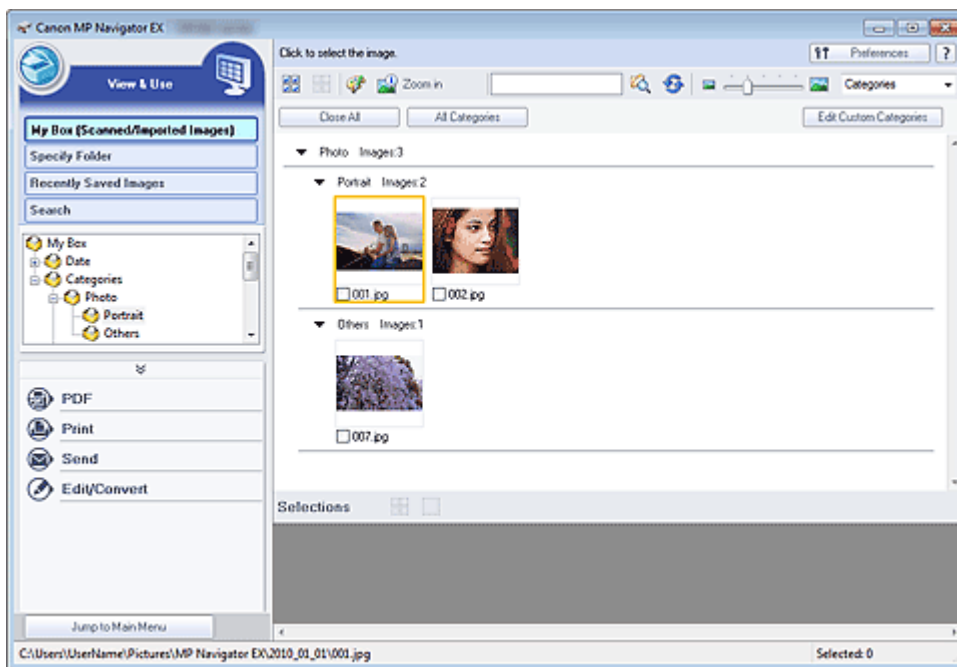 Canon MP Navigator EX
View & Use
My Box (Scanned/Imported Images)
Specify Folder
Recently Saved Images
Search
My Box
Date
Categories
Photo
Portrait
Others
PDF
Print
Send
Edit/Convert
Jump to Main Menu
Click to select the image.
Preferences
?
Zoom in
Categories
Close All
All Categories
Edit Custom Categories
Photo Images:3
Portrait Images:2
001.jpg
002.jpg
Others Images:1
007.jpg
Selections
C:\Users\UserName\Pictures\MP Navigator EX\2010_01_01\001.jpg
Selected: 0